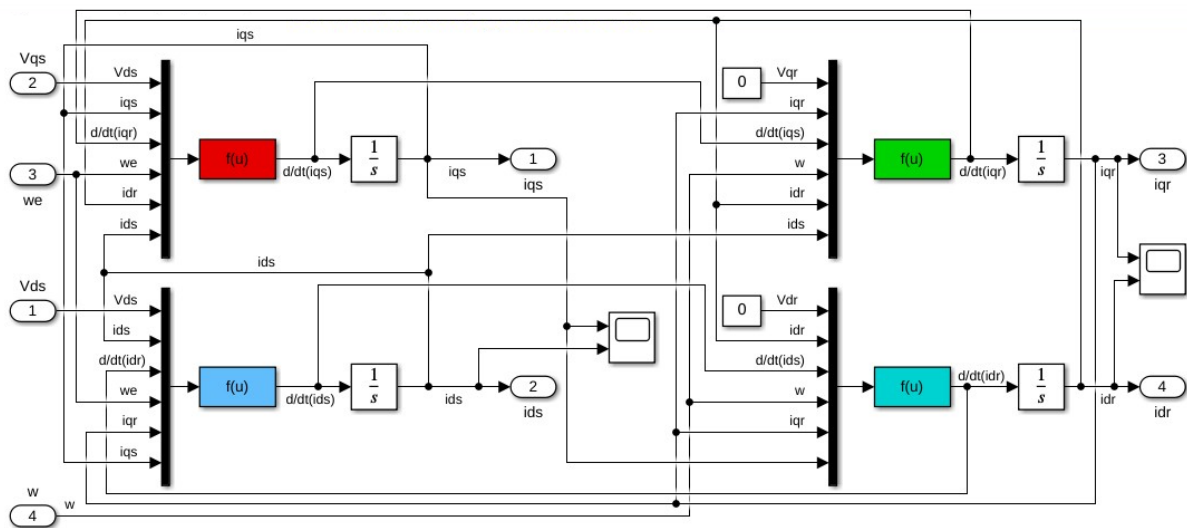 iqs
Vqs
2
Vds
iqs
d/dt(iqr)
3
we
we
idr
ids
f(u)
d/dt(iqs)
1
s
iqs
1
iqs
0
Vqr
iqr
d/dt(iqs)
w
idr
ids
f(u)
d/dt(iqr)
1
s
iqr
3
iqr
ids
Vds
1
Vds
ids
d/dt(idr)
we
iqr
iqs
f(u)
d/dt(ids)
1
s
ids
2
ids
0
Vdr
idr
d/dt(ids)
w
iqr
f(u)
d/dt(idr)
1
s
idr
4
idr
w
4
w